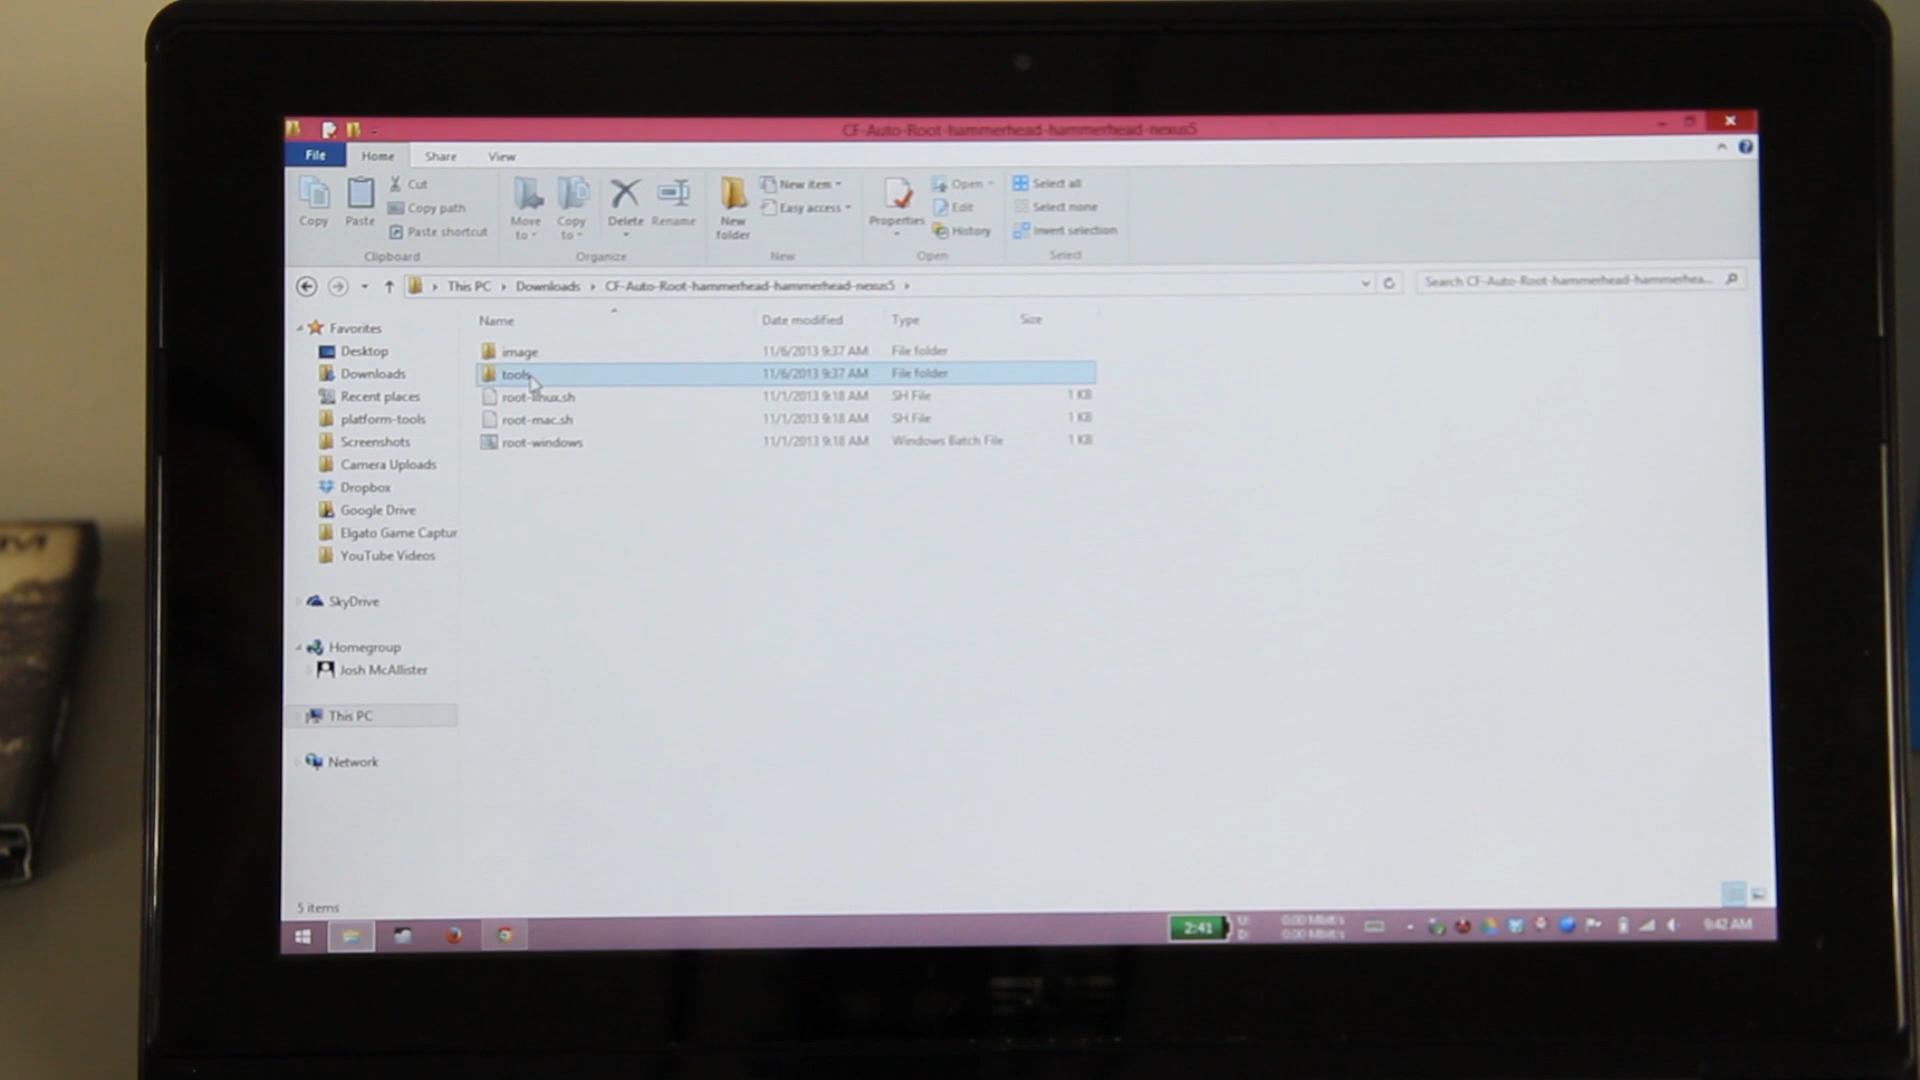 CF-Auto-Root-hammerhead-hammerhead-nexus5
File Home Share View
Copy
Paste
Cut
Copy path
Paste shortcut
Clipboard
Move to
Copy to
Delete
Rename
Organize
New folder
New item
Easy access
New
Properties
Open
Edit
History
Open
Select all
Select none
Invert selection
Select
This PC Downloads CF-Auto-Root-hammerhead-hammerhead-nexus5
Search CF-Auto-Root-hammerhead-hammerhea...
Favorites
Desktop
Downloads
Recent places
platform-tools
Screenshots
Camera Uploads
Dropbox
Google Drive
Elgato Game Captur
YouTube Videos
SkyDrive
Homegroup
Josh McAllister
This PC
Network
Name Date modified Type Size
image 11/6/2013 9:37 AM File folder
tools 11/6/2013 9:37 AM File folder
root-linux.sh 11/1/2013 9:18 AM SH File 1 KB
root-mac.sh 11/1/2013 9:18 AM SH File 1 KB
root-windows 11/1/2013 9:18 AM Windows Batch File 1 KB
5 items
2:41
U: 0.00 Mbit/s
D: 0.00 Mbit/s
9:42 AM